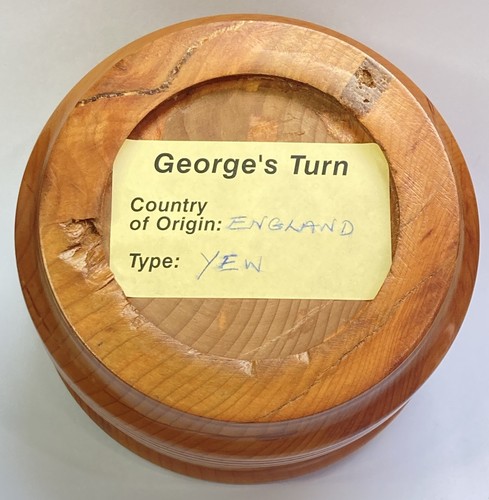 George's Turn
Country
of Origin: ENGLAND
Type: YEW